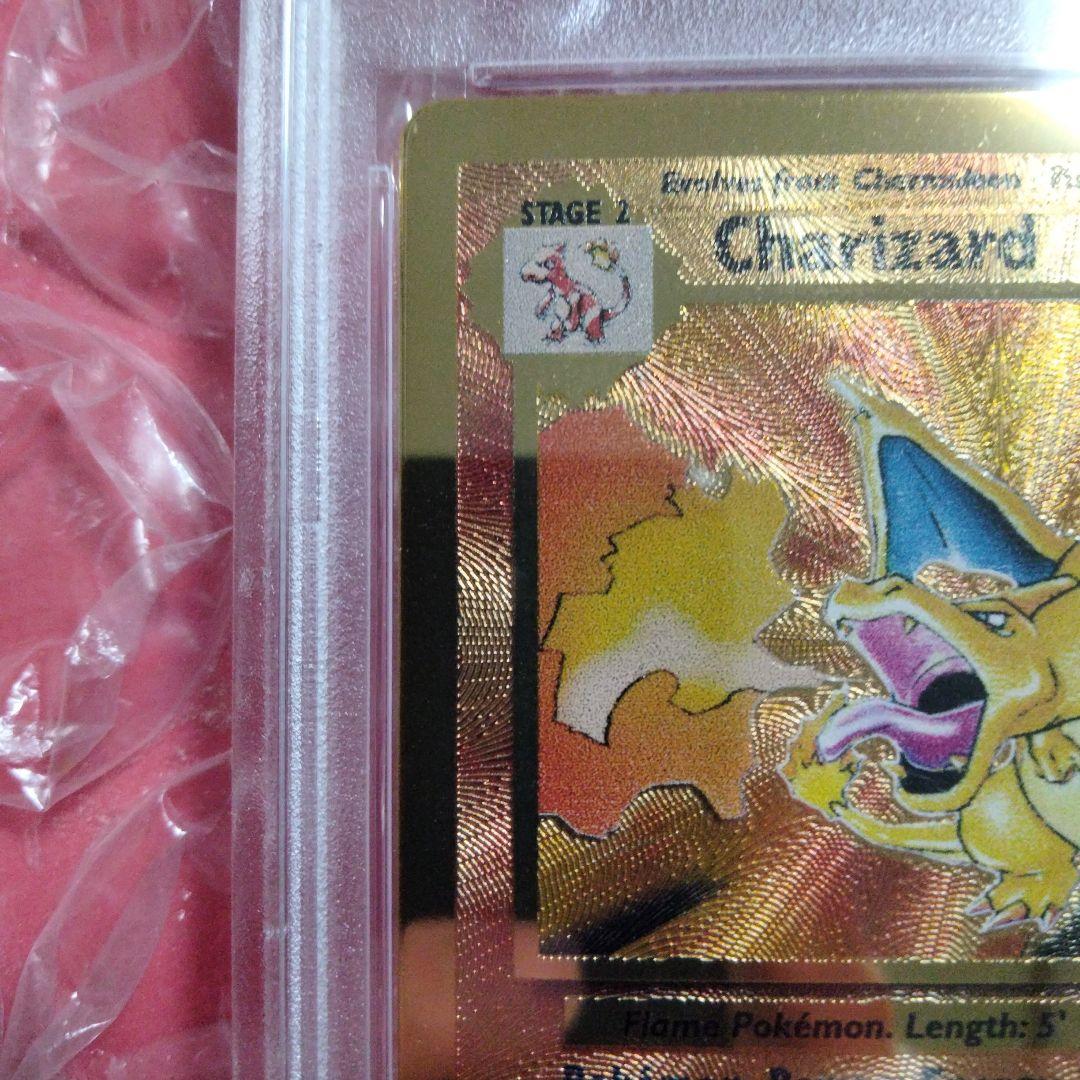 Evolves from Charmeleon
STAGE 2
Charizard
Flame Pokémon. Length: 5'